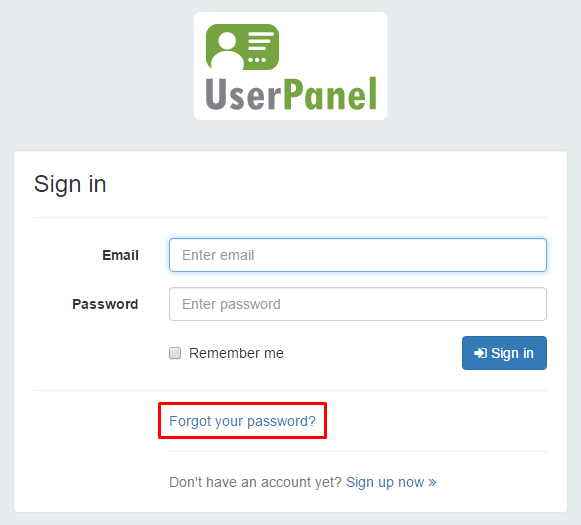 UserPanel
Sign in
Email
Enter email
Password
Enter password
Remember me
Sign in
Forgot your password?
Don't have an account yet? Sign up now »